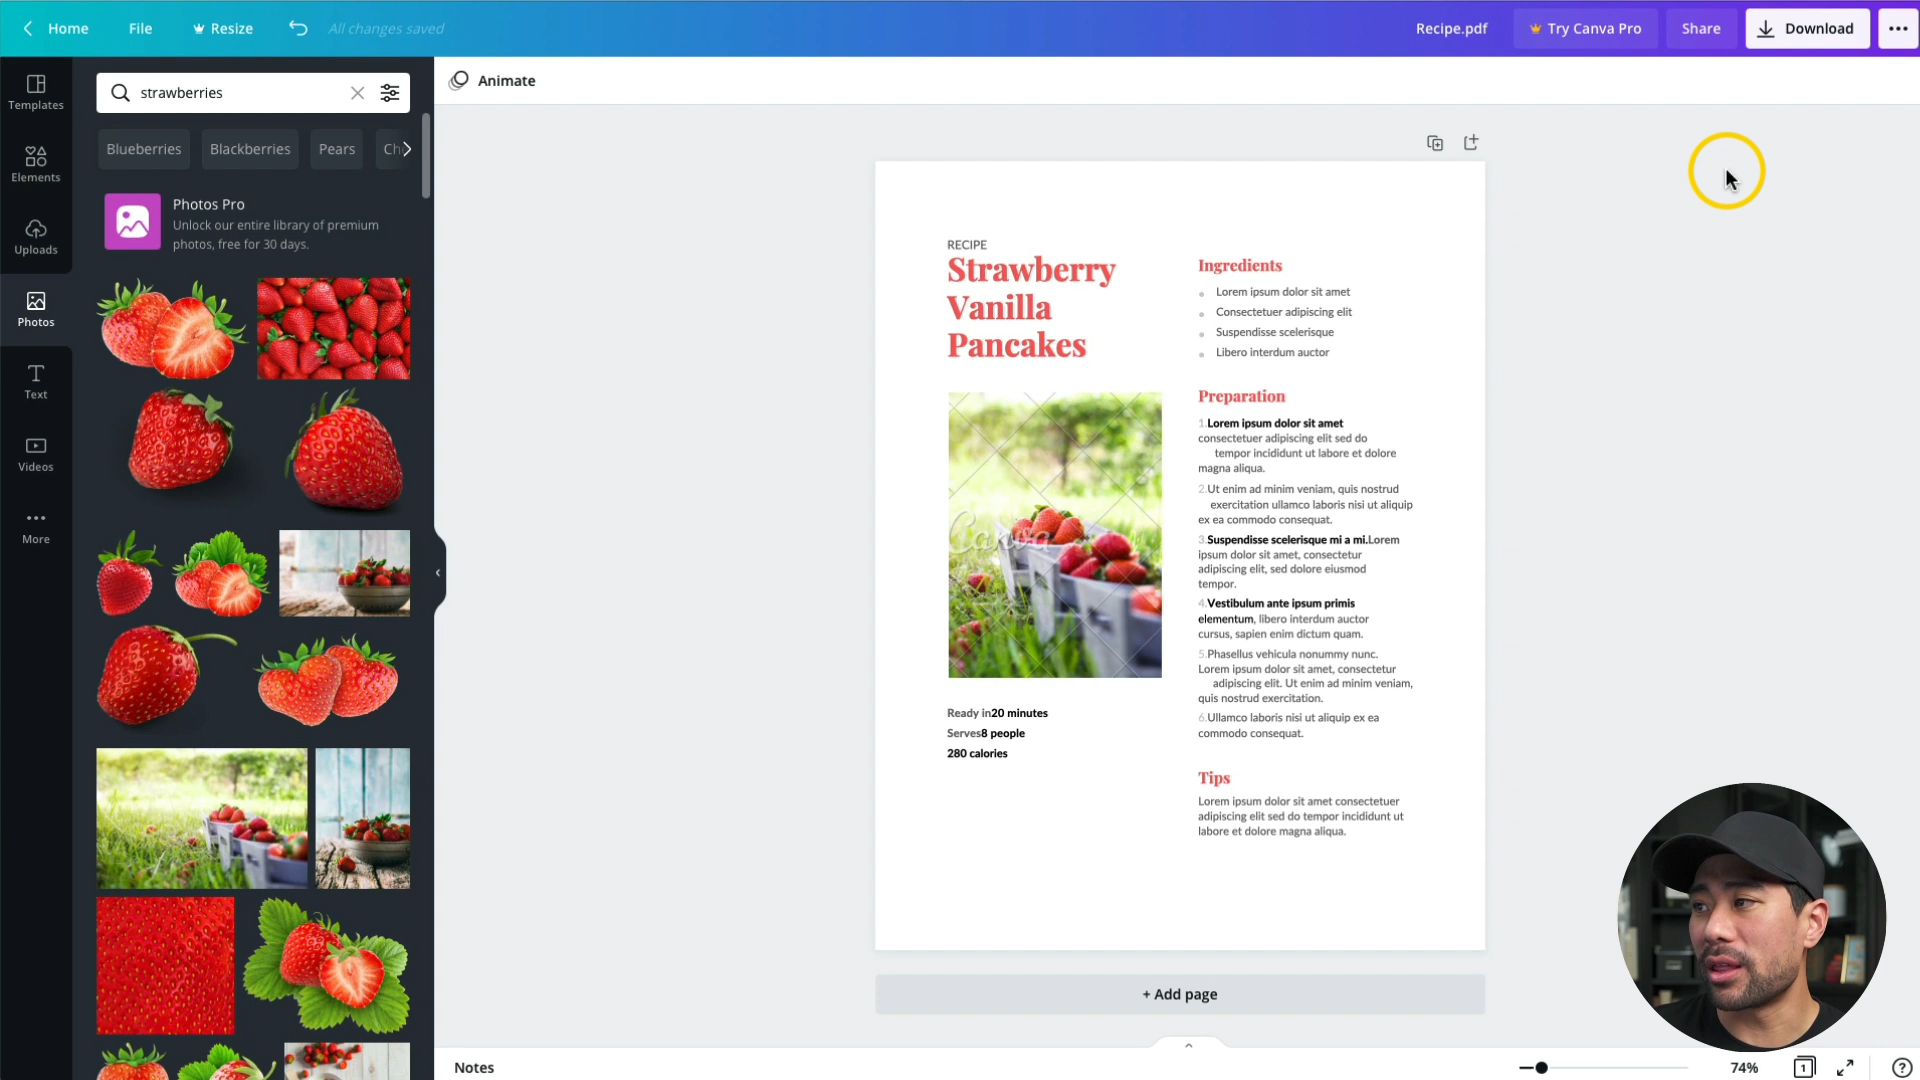 Home
File
Resize
All changes saved
Recipe.pdf
Try Canva Pro
Share
Download
Templates
Elements
Uploads
Photos
Text
Videos
More
strawberries
Blueberries
Blackberries
Pears
Ch
Photos Pro
Unlock our entire library of premium
photos, free for 30 days.
Animate
RECIPE
Strawberry
Vanilla
Pancakes
Canva
Ready in20 minutes
Serves8 people
280 calories
Ingredients
Lorem ipsum dolor sit amet
Consectetuer adipiscing elit
Suspendisse scelerisque
Libero interdum auctor
Preparation
1.Lorem ipsum dolor sit amet
consectetuer adipiscing elit sed do
tempor incididunt ut labore et dolore
magna aliqua.
2.Ut enim ad minim veniam, quis nostrud
exercitation ullamco laboris nisi ut aliquip
ex ea commodo consequat.
3.Suspendisse scelerisque mi a mi.Lorem
ipsum dolor sit amet, consectetur
adipiscing elit, sed dolore eiusmod
tempor.
4.Vestibulum ante ipsum primis
elementum, libero interdum auctor
cursus, sapien enim dictum quam.
5.Phasellus vehicula nonummy nunc.
Lorem ipsum dolor sit amet, consectetur
adipiscing elit. Ut enim ad minim veniam,
quis nostrud exercitation.
6.Ullamco laboris nisi ut aliquip ex ea
commodo consequat.
Tips
Lorem ipsum dolor sit amet consectetuer
adipiscing elit sed do tempor incididunt ut
labore et dolore magna aliqua.
+ Add page
Notes
74%
1
?